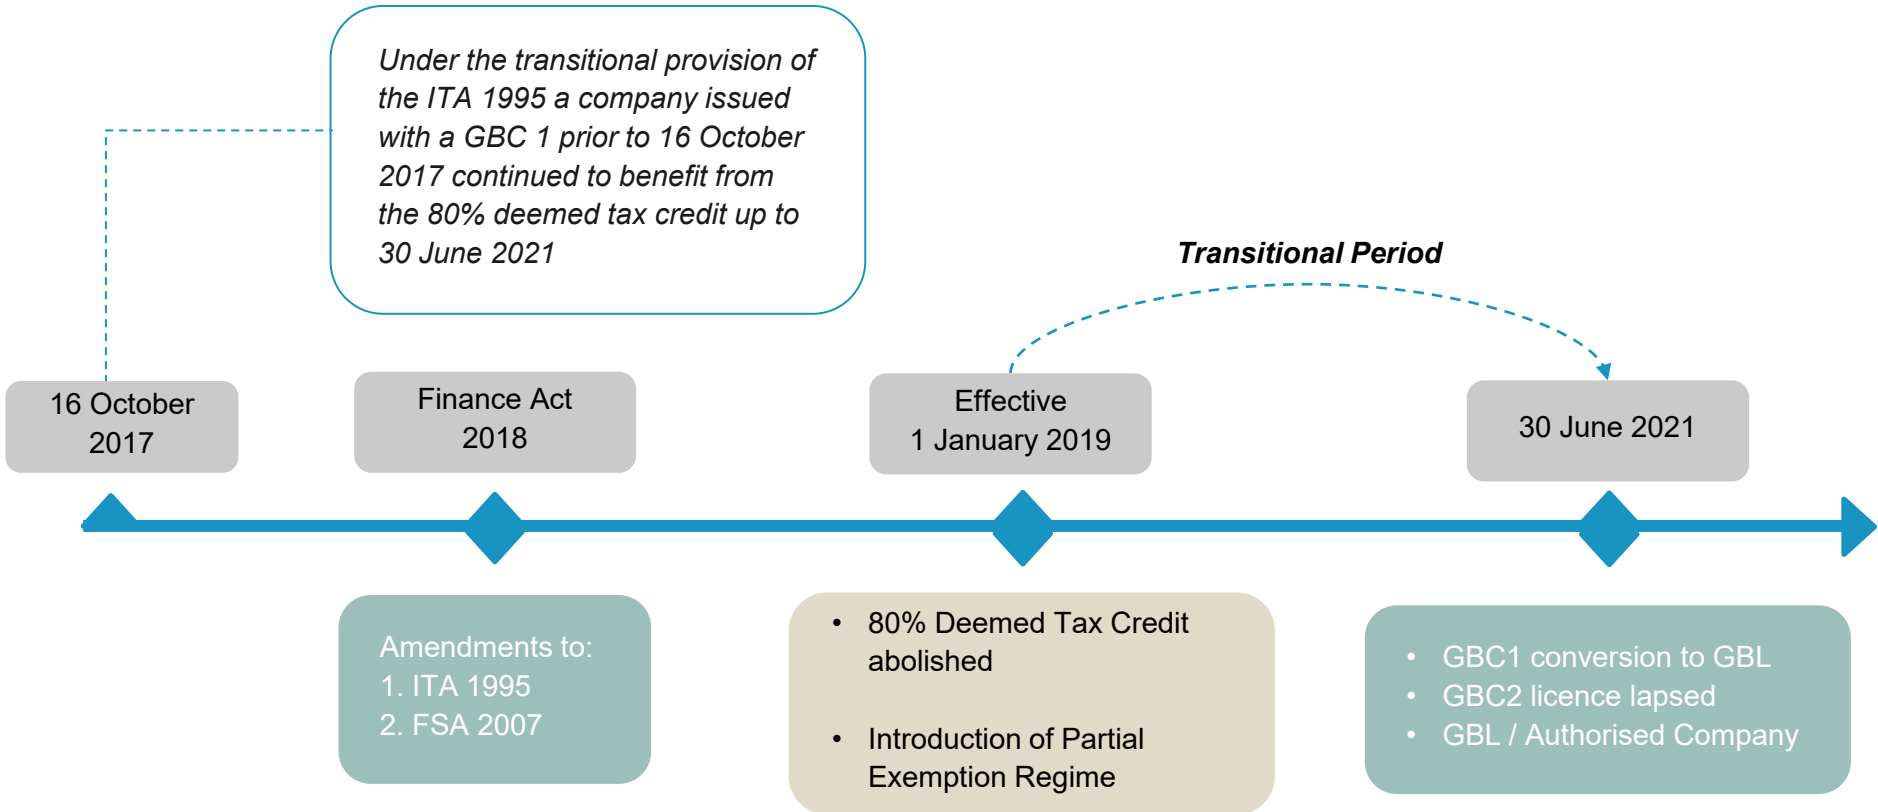 Under the transitional provision of
the ITA 1995 a company issued
with a GBC 1 prior to 16 October
2017 continued to benefit from
the 80% deemed tax credit up to
30 June 2021
Transitional Period
16 October
2017
Finance Act
2018
Effective
1 January 2019
30 June 2021
Amendments to:
1. ITA 1995
2. FSA 2007
• 80% Deemed Tax Credit
abolished
• Introduction of Partial
Exemption Regime
• GBC1 conversion to GBL
• GBC2 licence lapsed
• GBL / Authorised Company